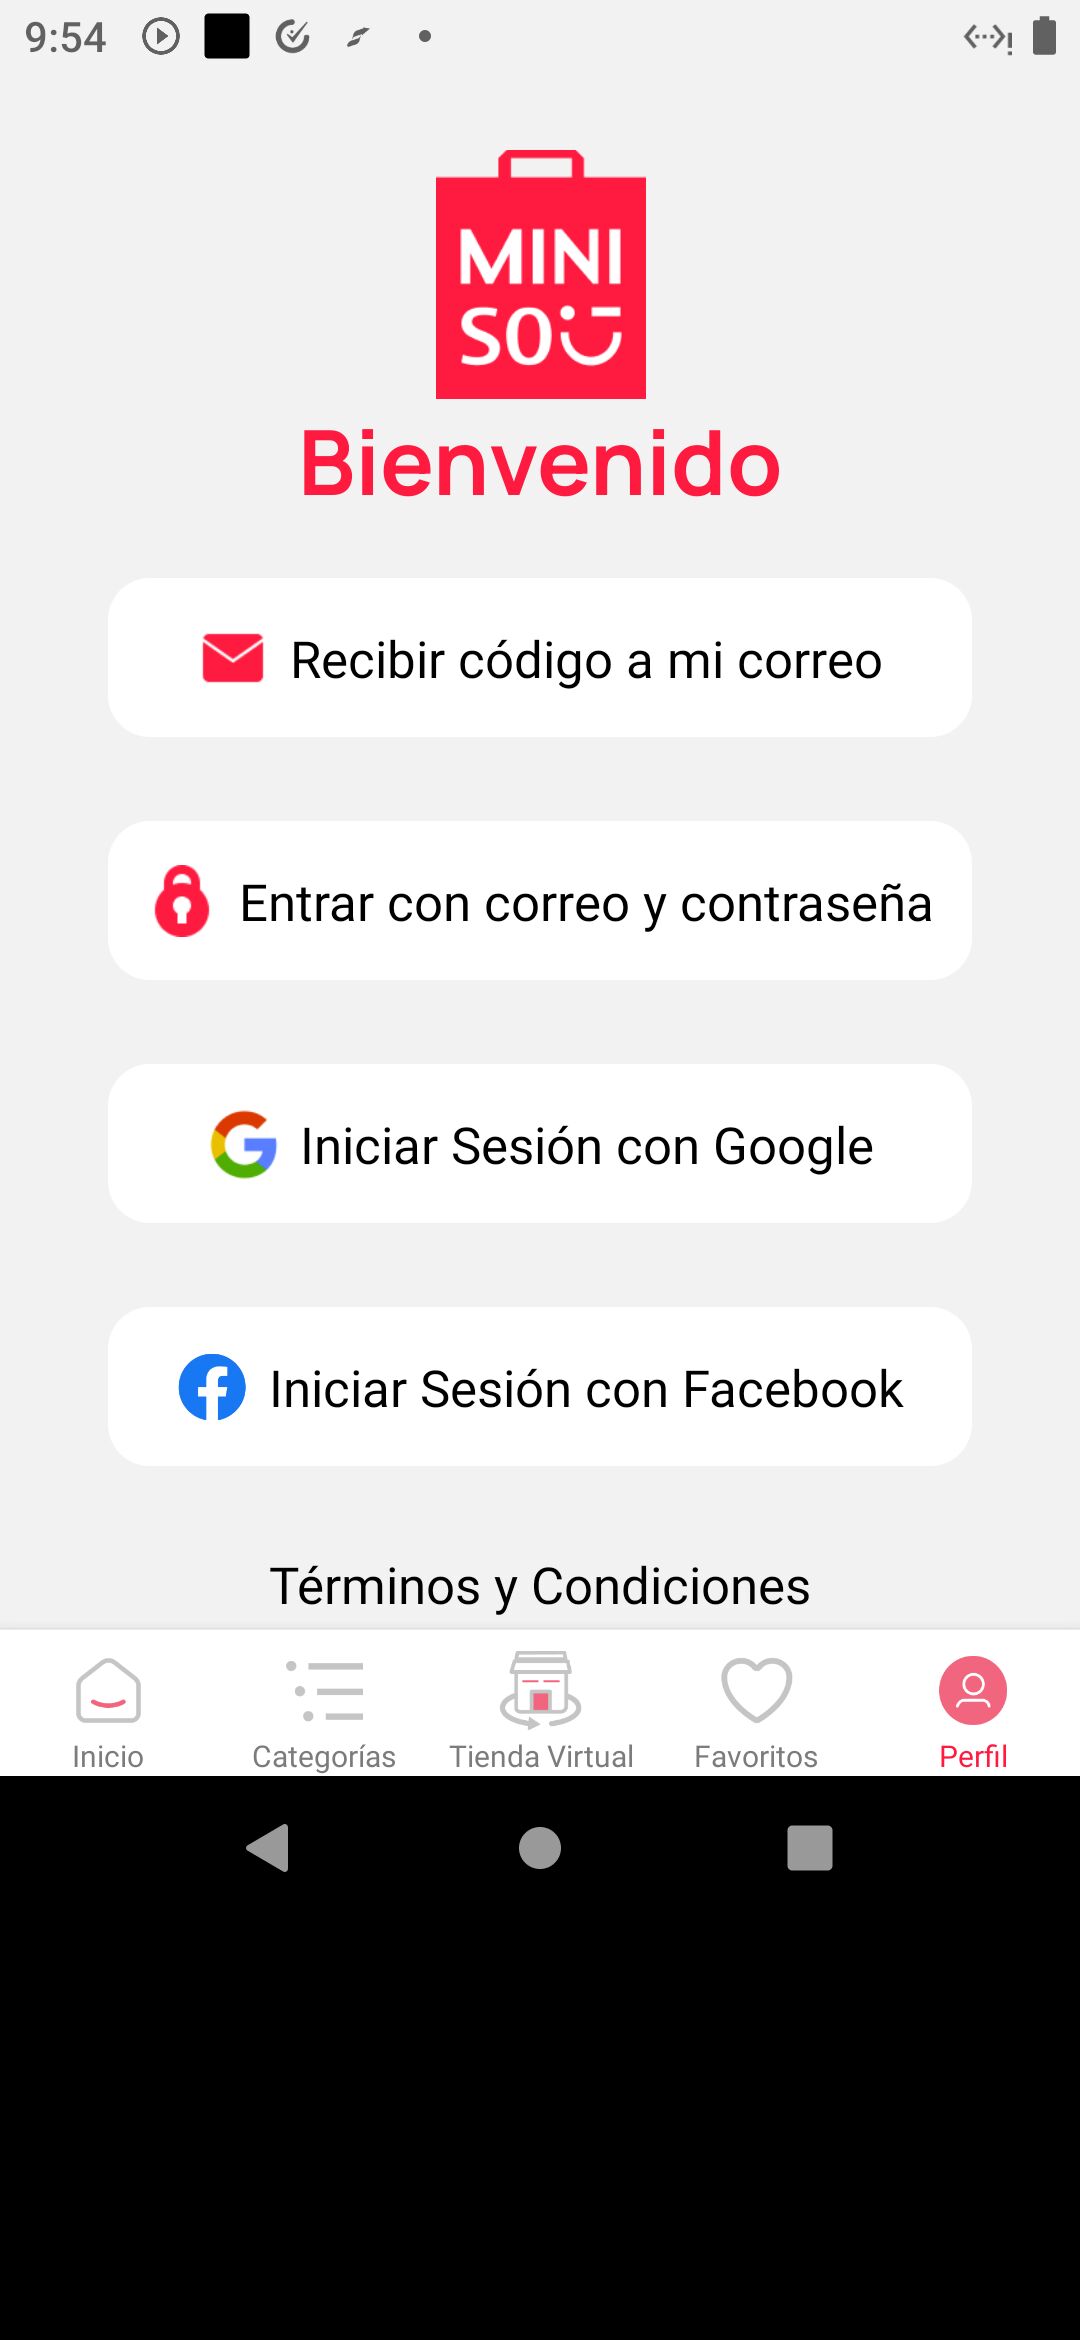 9:54
MINI
SO
Bienvenido
Recibir código a mi correo
Entrar con correo y contraseña
Iniciar Sesión con Google
Iniciar Sesión con Facebook
Términos y Condiciones
Inicio
Categorías
Tienda Virtual
Favoritos
Perfil